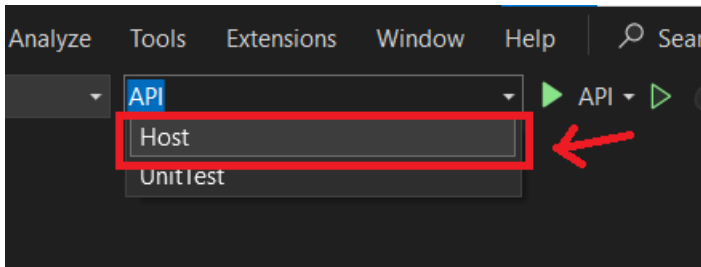 Analyze Tools Extensions Window Help Sear
API API
Host
UnitTest